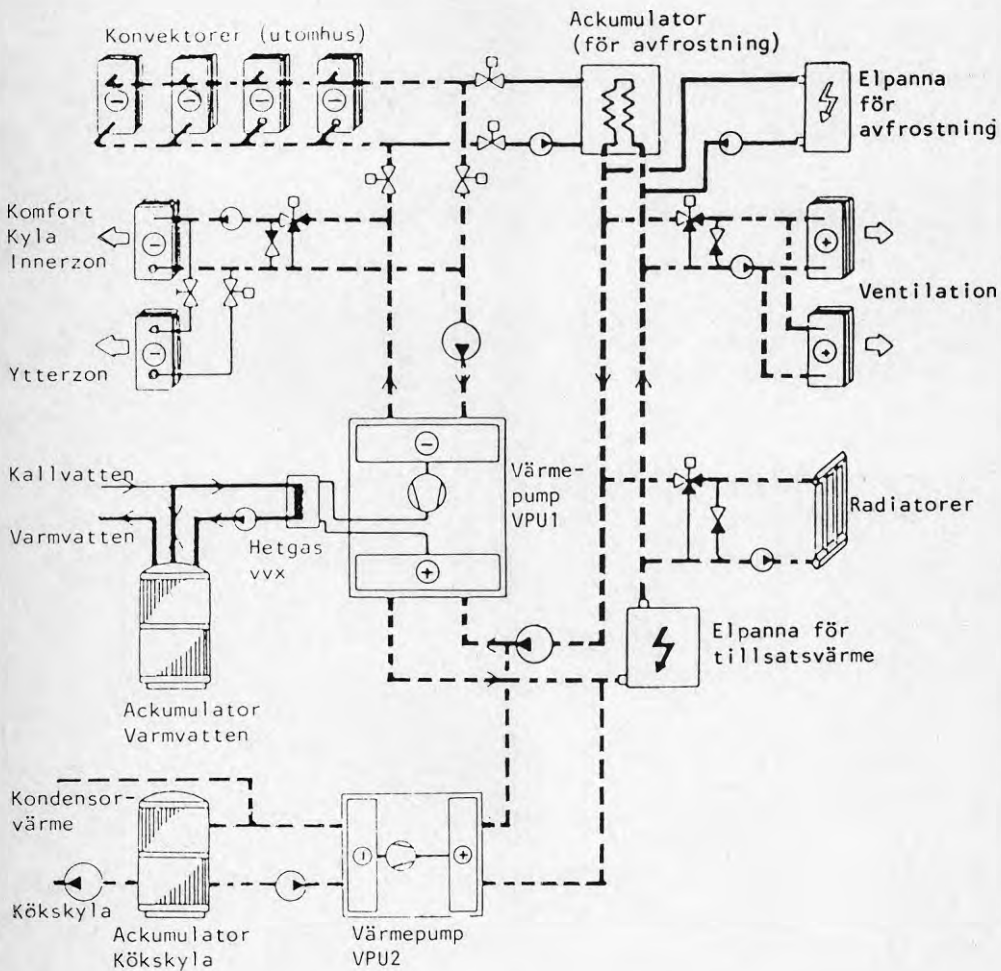 Konvektorer (utomhus)
Ackumulator
(för avfrostning)
Elpanna
för
avfrostning
Komfort
Kyla
Innerzon
Ytterzon
Ventilation
Kallvatten
Varmvatten
Hetgas
vvx
Värme-
pump
VPU1
Radiatorer
Elpanna för
tillsatsvärme
Ackumulator
Varmvatten
Kondensor-
värme
Kökskyla
Ackumulator
Kökskyla
Värmepump
VPU2